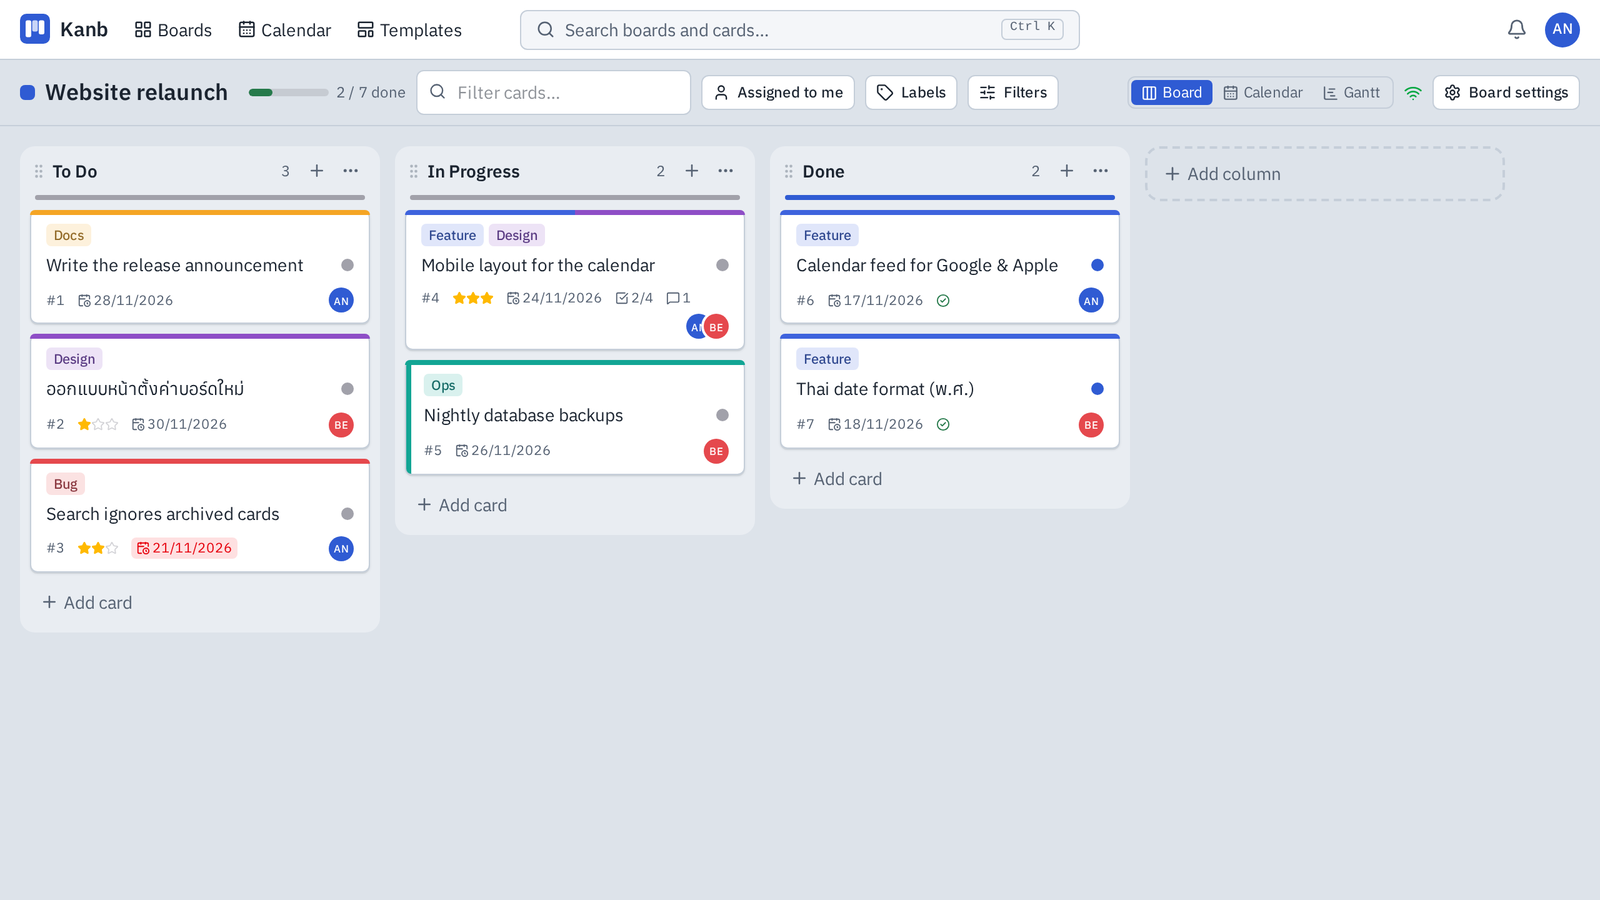 Kanb
Boards
Calendar
Templates
Search boards and cards...
Ctrl K
AN
Website relaunch
2 / 7 done
Filter cards...
Assigned to me
Labels
Filters
Board
Calendar
Gantt
Board settings
To Do
3
Docs
Write the release announcement
#1 28/11/2026 AN
Design
ออกแบบหน้าตั้งค่าบอร์ดใหม่
#2 30/11/2026 BE
Bug
Search ignores archived cards
#3 21/11/2026 AN
Add card
In Progress
2
Feature Design
Mobile layout for the calendar
#4 24/11/2026 2/4 1
BE
Ops
Nightly database backups
#5 26/11/2026 BE
Add card
Done
2
Feature
Calendar feed for Google & Apple
#6 17/11/2026 AN
Feature
Thai date format (พ.ศ.)
#7 18/11/2026 BE
Add card
Add column